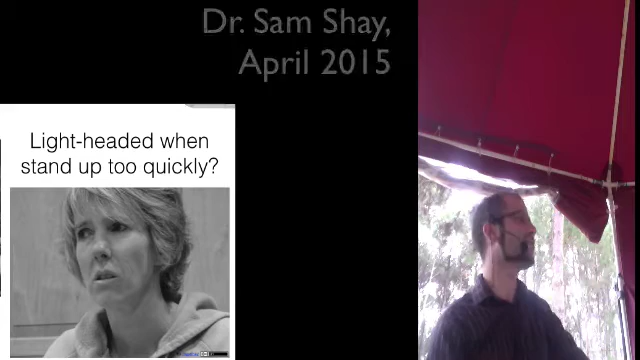 Dr. Sam Shay,
April 2015
Light-headed when
stand up too quickly?